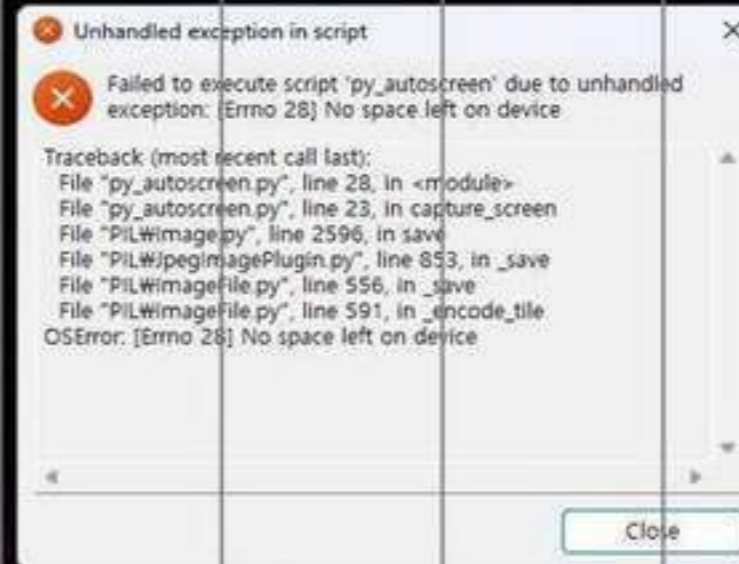 Unhandled exception in script
Failed to execute script 'py_autoscreen' due to unhandled
exception: [Errno 28] No space left on device
Traceback (most recent call last):
File "py_autoscreen.py", line 28, in <module>
File "py_autoscreen.py", line 23, in capture_screen
File "PIL₩Image.py", line 2596, in save
File "PIL₩JpegImagePlugin.py", line 853, in _save
File "PIL₩ImageFile.py", line 556, in _save
File "PIL₩ImageFile.py", line 591, in _encode_tile
OSError: [Errno 28] No space left on device
Close